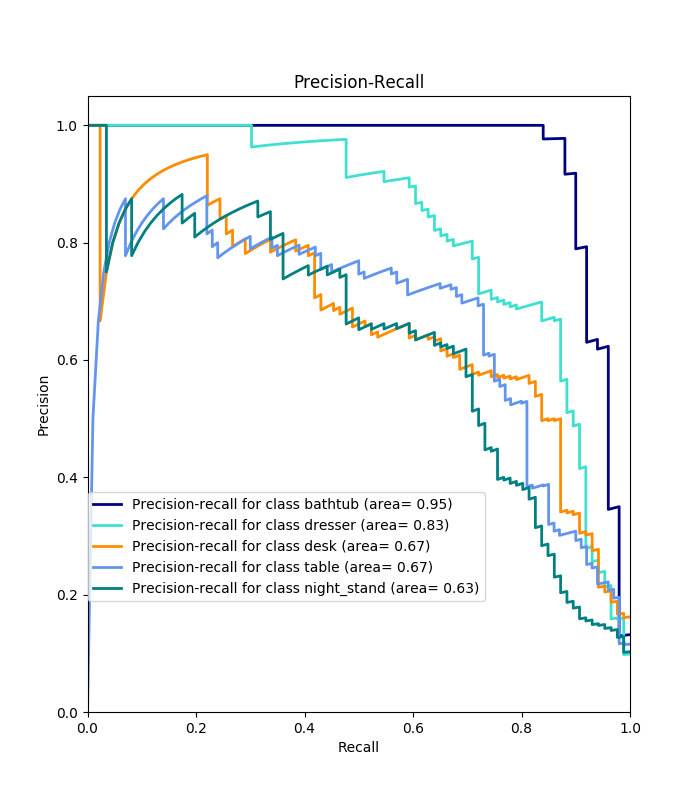 Precision-Recall
1.0
0.8
0.6
0.4
0.2
0.0
Precision
Precision-recall for class bathtub (area= 0.95)
Precision-recall for class dresser (area= 0.83)
Precision-recall for class desk (area= 0.67)
Precision-recall for class table (area= 0.67)
Precision-recall for class night_stand (area= 0.63)
0.0 0.2 0.4 0.6 0.8 1.0
Recall